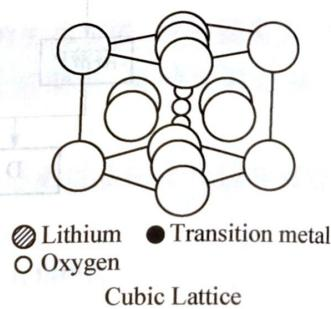 Lithium Transition metal
Oxygen
Cubic Lattice